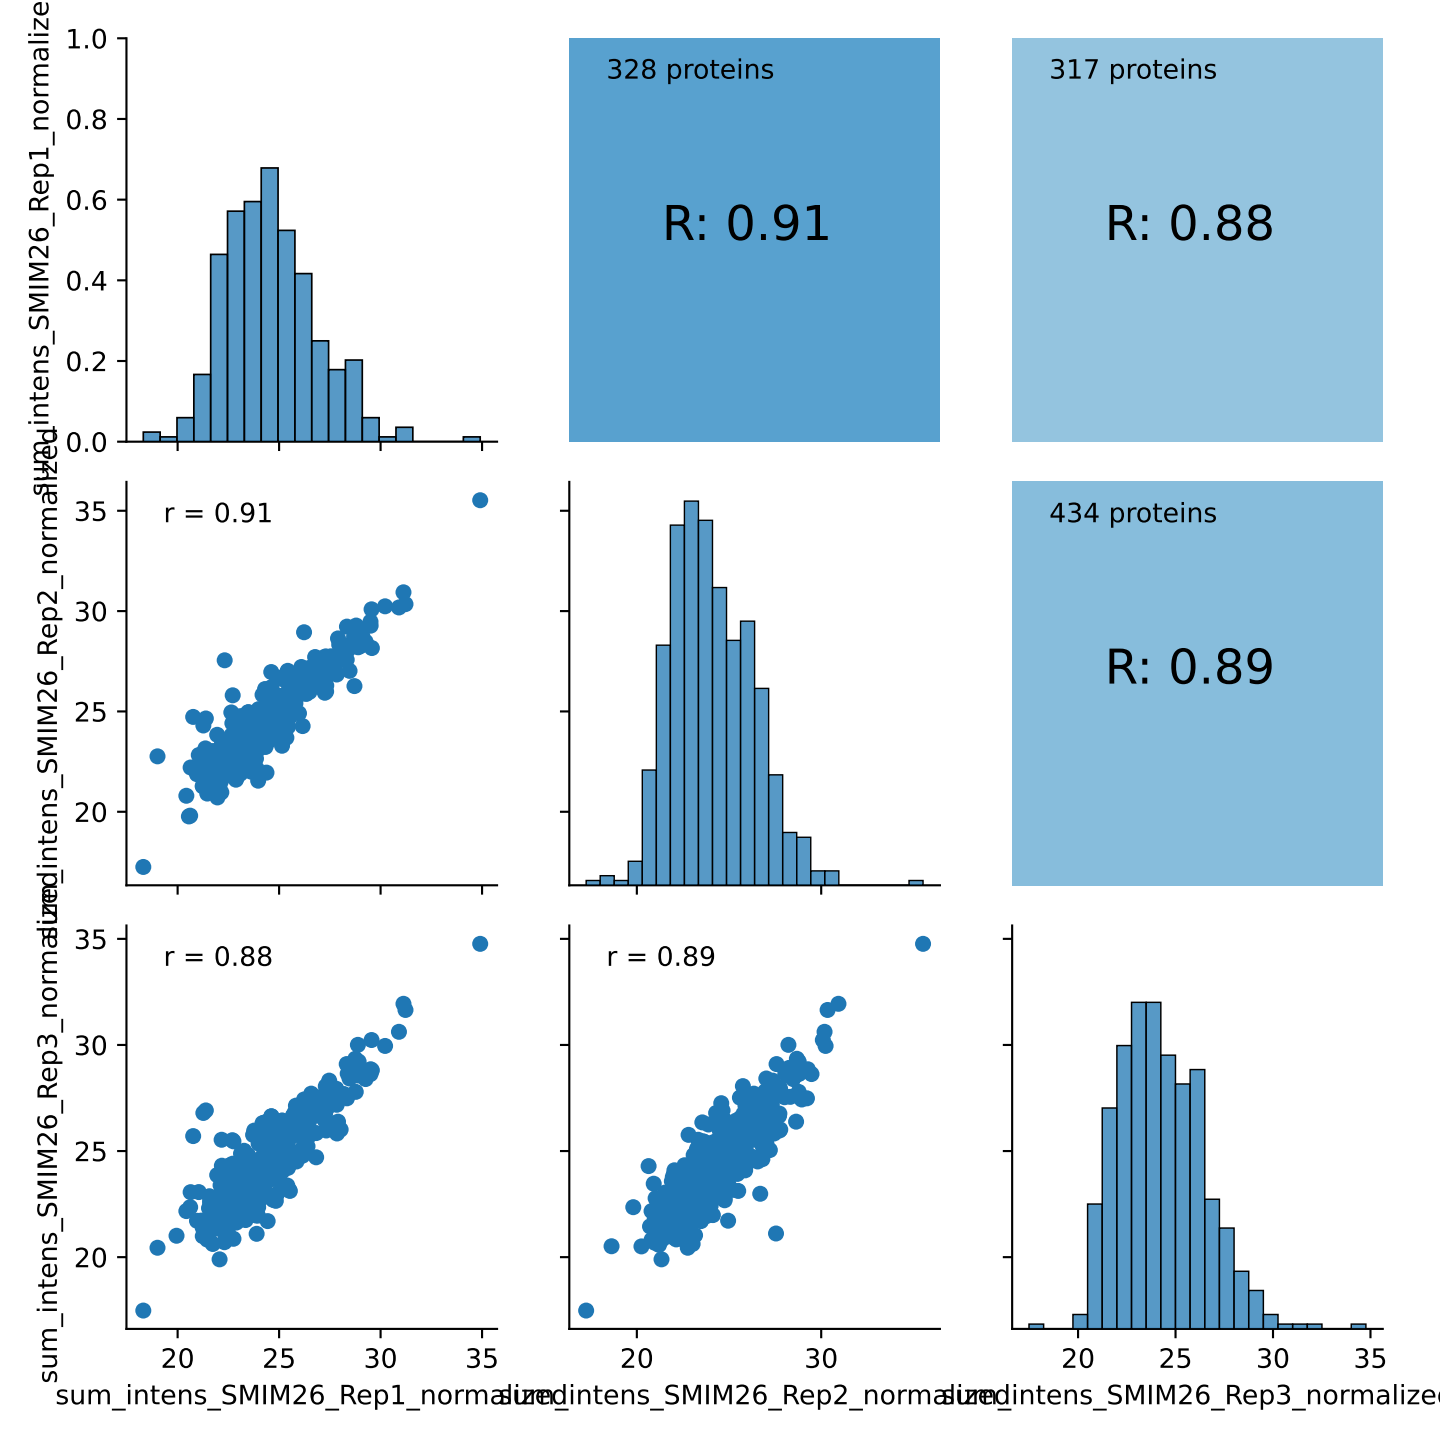 sum_intens_SMIM26_Rep1_normalize
1.0
0.8
0.6
0.4
0.2
0.0
328 proteins
R: 0.91
317 proteins
R: 0.88
sum_intens_SMIM26_Rep2_normalized
35
30
25
20
r = 0.91
434 proteins
R: 0.89
sum_intens_SMIM26_Rep3_normalized
35
30
25
20
r = 0.88
r = 0.89
20 25 30 35
20 30
20 25 30 35
sum_intens_SMIM26_Rep1_normalized
sum_intens_SMIM26_Rep2_normalized
sum_intens_SMIM26_Rep3_normalized